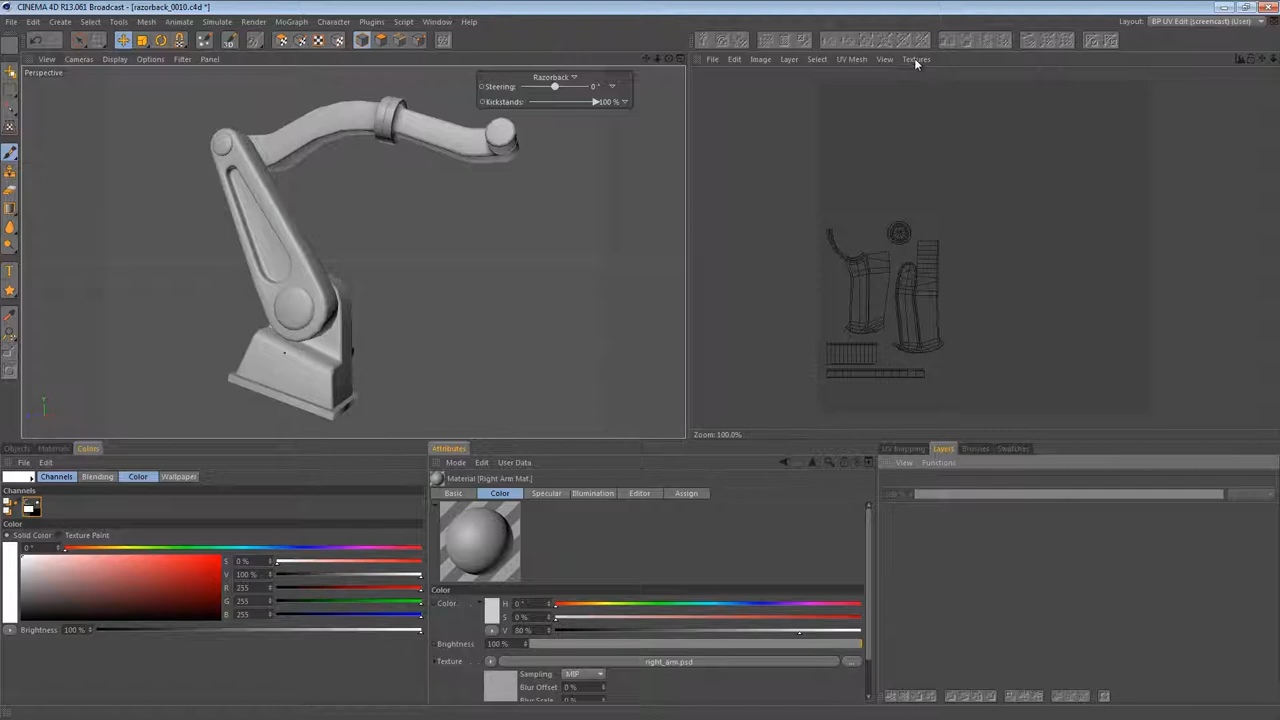 CINEMA 4D R13.061 Broadcast - [razorback_0010.c4d *]
File Edit Create Select Tools Mesh Animate Simulate Render MoGraph Character Plugins Script Window Help
Layout: BP UV Edit (screencast) (User)
View Cameras Display Options Filter Panel
File Edit Image Layer Select UV Mesh View Textures
Perspective
Razorback
Steering: 0 °
Kickstands: 100 %
Zoom: 100.0%
Objects Materials Colors
Attributes
UV Mapping Layers Brushes Swatches
File Edit
Mode Edit User Data
View Functions
Channels Blending Color Wallpaper
Material [Right Arm Mat.]
Basic Color Specular Illumination Editor Assign
Channels
Color
Solid Color Texture Paint
0 °
S 0 %
V 100 %
R 255
G 255
B 255
Brightness 100 %
Color
Color H 0 °
S 0 %
V 80 %
Brightness 100 %
Texture right_arm.psd
Sampling MIP
Blur Offset 0 %
Blur Scale 0 %